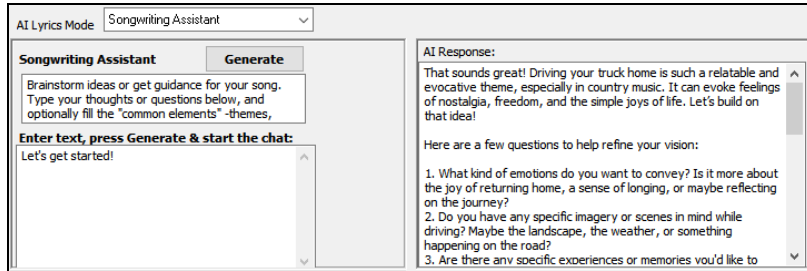 AI Lyrics Mode Songwriting Assistant
Songwriting Assistant Generate
Brainstorm ideas or get guidance for your song.
Type your thoughts or questions below, and
optionally fill the "common elements" -themes,
Enter text, press Generate & start the chat:
Let's get started!
AI Response:
That sounds great! Driving your truck home is such a relatable and
evocative theme, especially in country music. It can evoke feelings
of nostalgia, freedom, and the simple joys of life. Let's build on
that idea!
Here are a few questions to help refine your vision:
1. What kind of emotions do you want to convey? Is it more about
the joy of returning home, a sense of longing, or maybe reflecting
on the journey?
2. Do you have any specific imagery or scenes in mind while
driving? Maybe the landscape, the weather, or something
happening on the road?
3. Are there any specific experiences or memories you'd like to